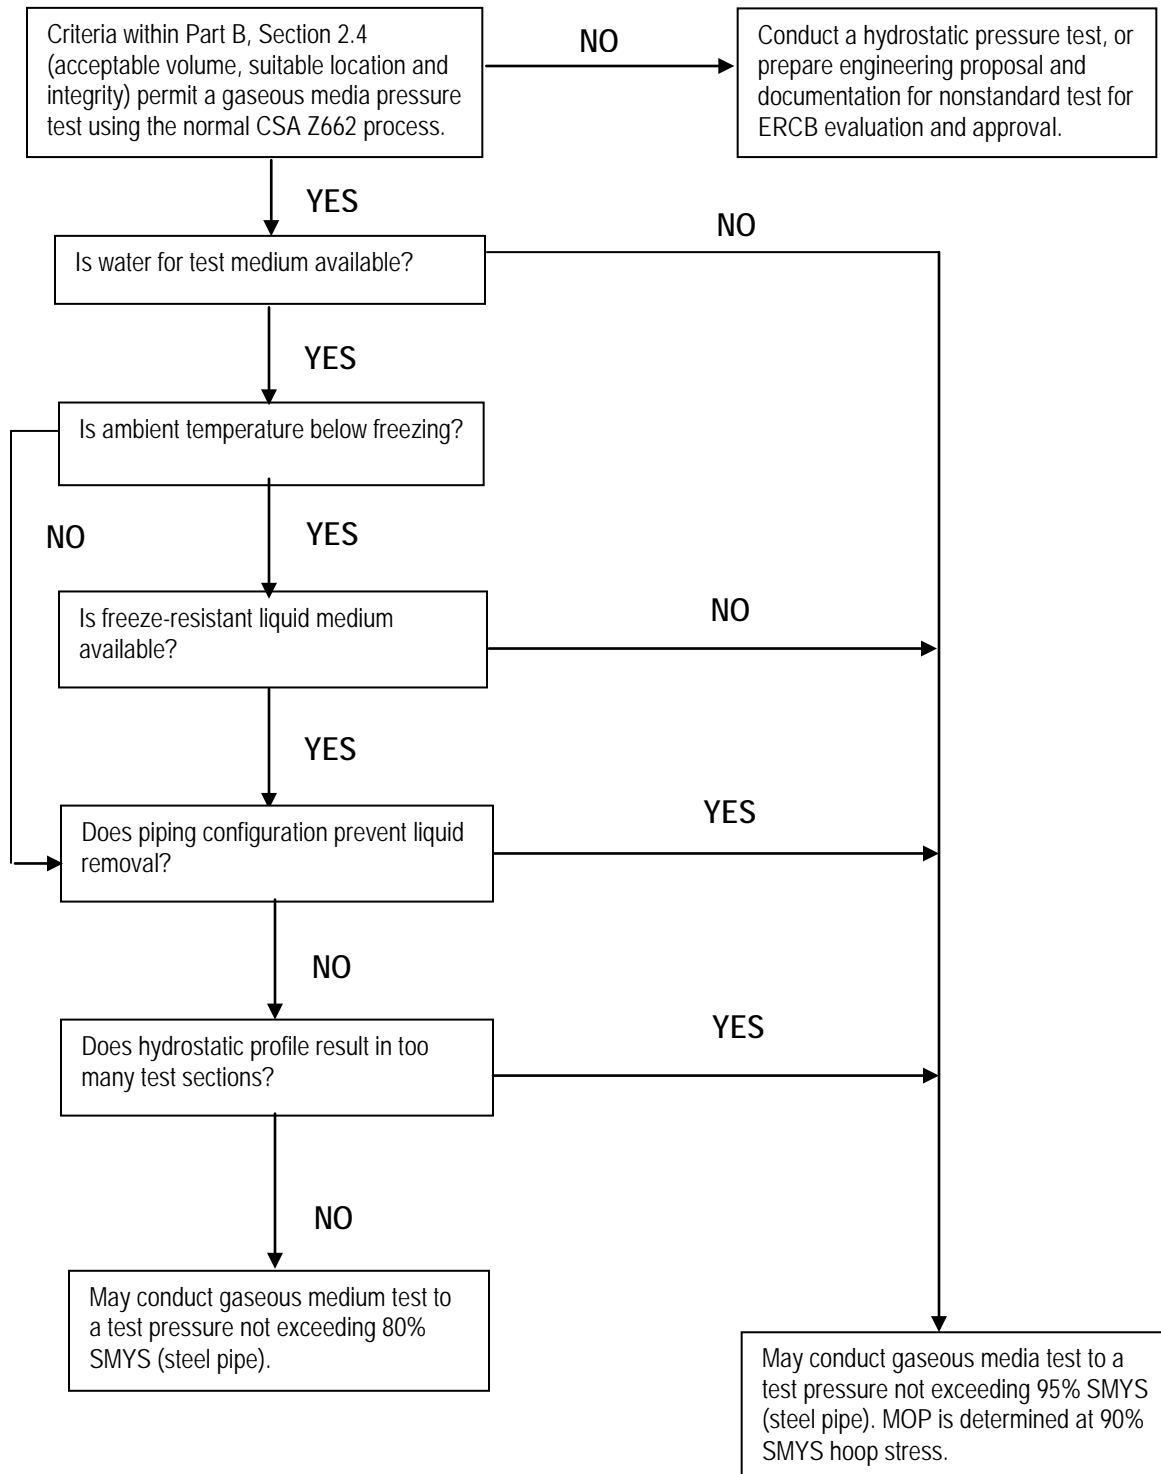 Criteria within Part B, Section 2.4
(acceptable volume, suitable location and
integrity) permit a gaseous media pressure
test using the normal CSA Z662 process.
NO
Conduct a hydrostatic pressure test, or
prepare engineering proposal and
documentation for nonstandard test for
ERCB evaluation and approval.
YES
NO
Is water for test medium available?
YES
Is ambient temperature below freezing?
NO
YES
Is freeze-resistant liquid medium
available?
NO
YES
Does piping configuration prevent liquid
removal?
YES
NO
Does hydrostatic profile result in too
many test sections?
YES
NO
May conduct gaseous medium test to
a test pressure not exceeding 80%
SMYS (steel pipe).
May conduct gaseous media test to a
test pressure not exceeding 95% SMYS
(steel pipe). MOP is determined at 90%
SMYS hoop stress.